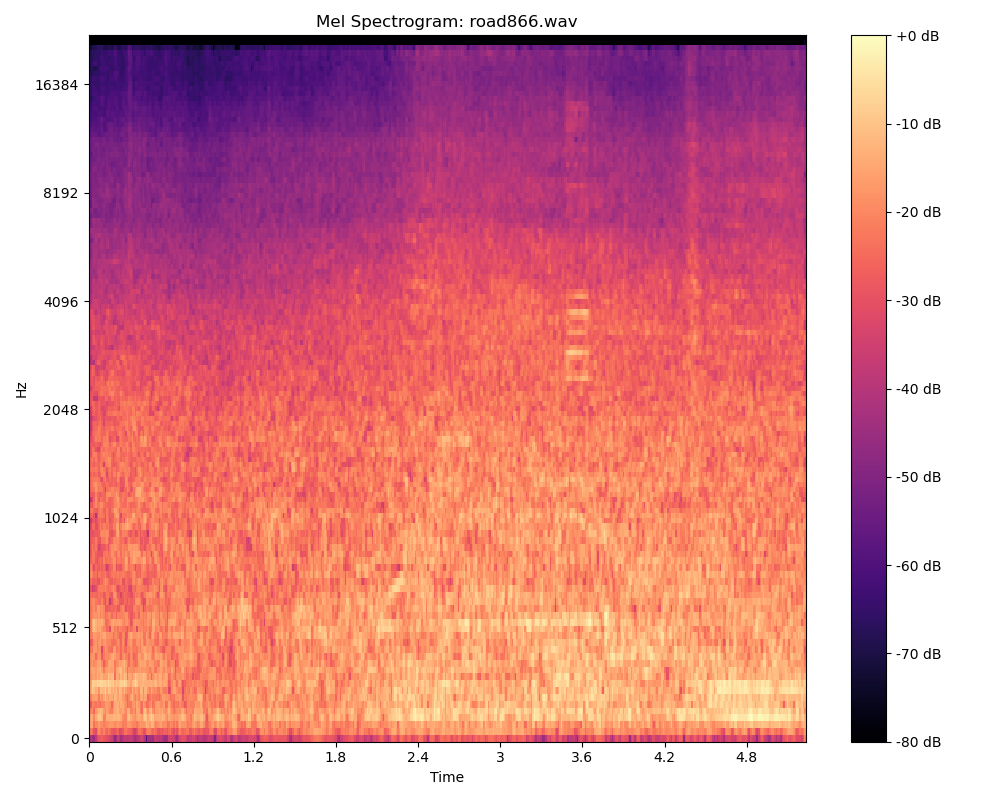 Mel Spectrogram: road866.wav
+0 dB
16384
-10 dB
8192
-20 dB
4096
-30 dB
Hz
2048
-40 dB
1024
-50 dB
512
-60 dB
-70 dB
0
-80 dB
0 0.6 1.2 1.8 2.4 3 3.6 4.2 4.8
Time